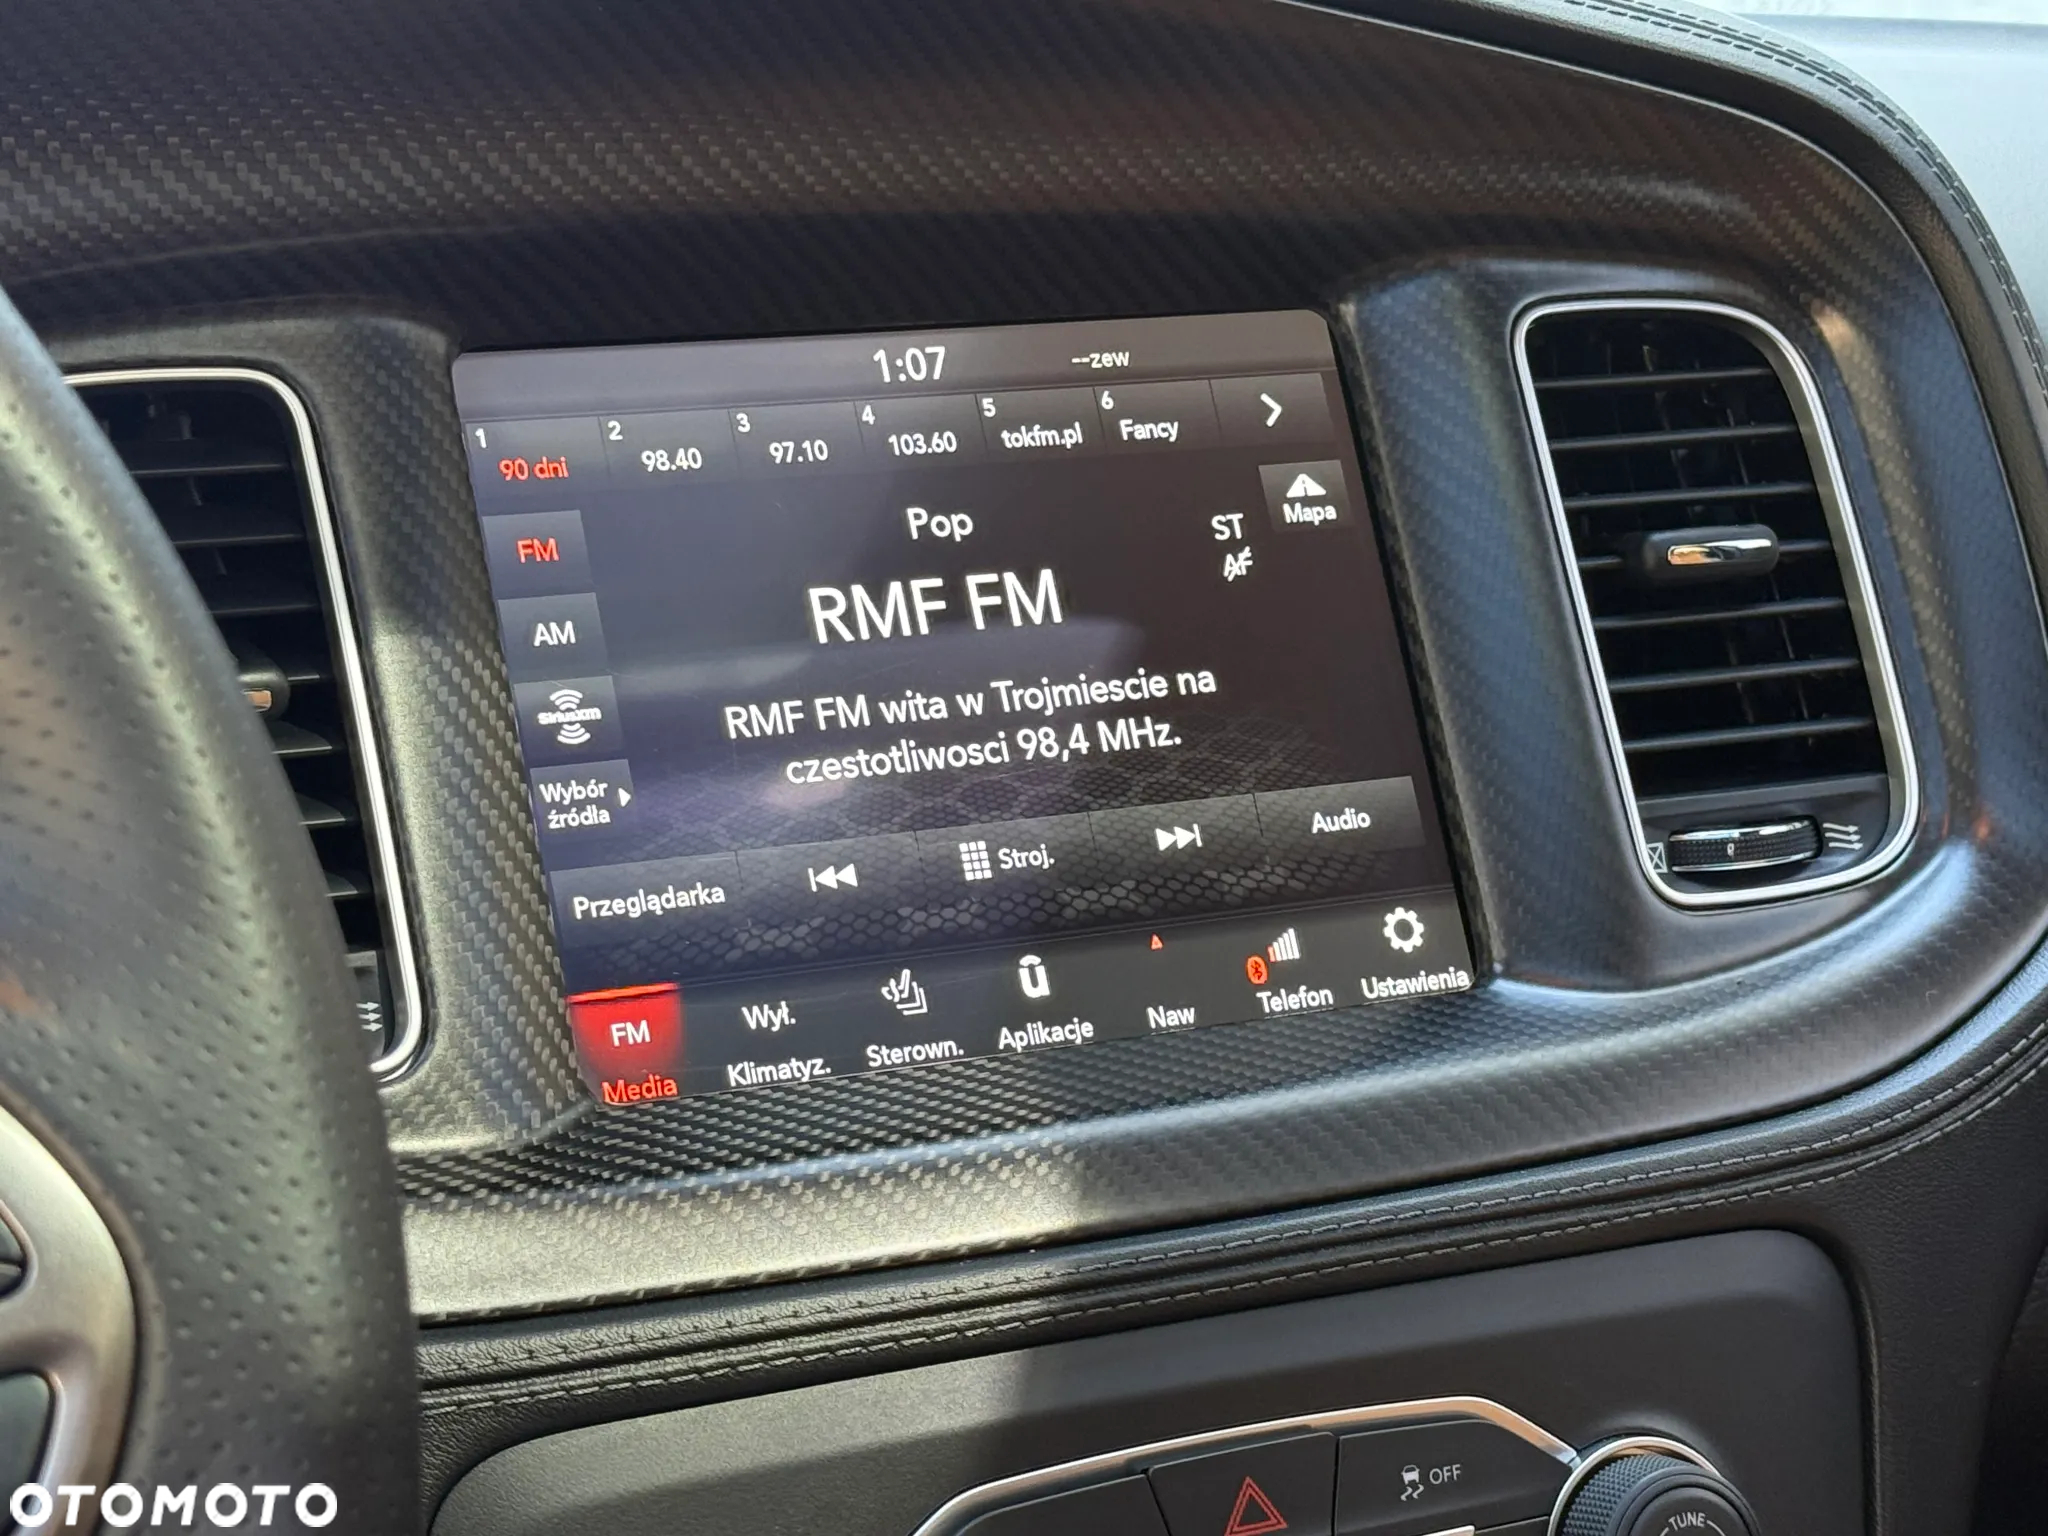 1:07
--zew
1
90 dni
2
98.40
3
97.10
4
103.60
5
tokfm.pl
6
Fancy
FM
AM
siriusxm
Wybór
źródła
Pop
RMF FM
RMF FM wita w Trojmiescie na
czestotliwosci 98,4 MHz.
ST
AF
Mapa
Przeglądarka
Stroj.
Audio
FM
Media
Wył.
Klimatyz.
Sterown.
Aplikacje
Naw
Telefon
Ustawienia
OFF
TUNE
OTOMOTO